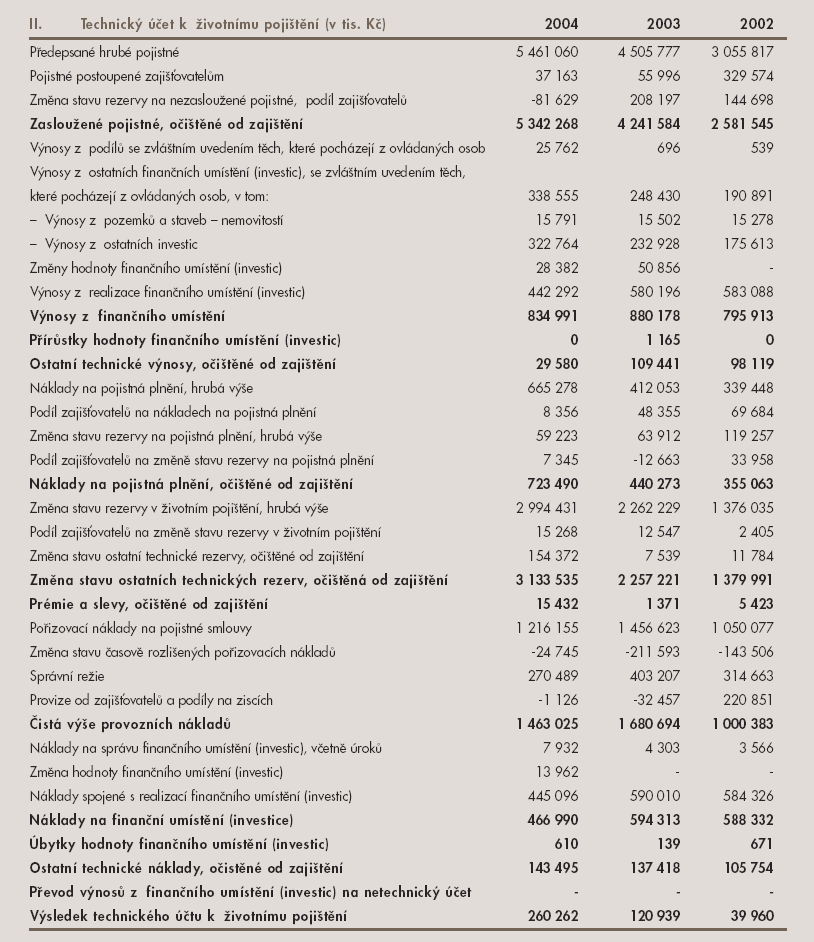 II. Technický účet k životnímu pojištění (v tis. Kč) 2004 2003 2002
Předepsané hrubé pojistné 5 461 060 4 505 777 3 055 817
Pojistné postoupené zajišťovatelům 37 163 55 996 329 574
Změna stavu rezervy na nezasloužené pojistné, podíl zajišťovatelů -81 629 208 197 144 698
Zasloužené pojistné, očištěné od zajištění 5 342 268 4 241 584 2 581 545
Výnosy z podílů se zvláštním uvedením těch, které pocházejí z ovládaných osob 25 762 696 539
Výnosy z ostatních finančních umístění (investic), se zvláštním uvedením těch,
které pocházejí z ovládaných osob, v tom: 338 555 248 430 190 891
– Výnosy z pozemků a staveb – nemovitostí 15 791 15 502 15 278
– Výnosy z ostatních investic 322 764 232 928 175 613
Změny hodnoty finančního umístění (investic) 28 382 50 856 -
Výnosy z realizace finančního umístění (investic) 442 292 580 196 583 088
Výnosy z finančního umístění 834 991 880 178 795 913
Přírůstky hodnoty finančního umístění (investic) 0 1 165 0
Ostatní technické výnosy, očištěné od zajištění 29 580 109 441 98 119
Náklady na pojistná plnění, hrubá výše 665 278 412 053 339 448
Podíl zajišťovatelů na nákladech na pojistná plnění 8 356 48 355 69 684
Změna stavu rezervy na pojistná plnění, hrubá výše 59 223 63 912 119 257
Podíl zajišťovatelů na změně stavu rezervy na pojistná plnění 7 345 -12 663 33 958
Náklady na pojistná plnění, očištěné od zajištění 723 490 440 273 355 063
Změna stavu rezervy v životním pojištění, hrubá výše 2 994 431 2 262 229 1 376 035
Podíl zajišťovatelů na změně stavu rezervy v životním pojištění 15 268 12 547 2 405
Změna stavu ostatní technické rezervy, očištěné od zajištění 154 372 7 539 11 784
Změna stavu ostatních technických rezerv, očištěná od zajištění 3 133 535 2 257 221 1 379 991
Prémie a slevy, očištěné od zajištění 15 432 1 371 5 423
Pořizovací náklady na pojistné smlouvy 1 216 155 1 456 623 1 050 077
Změna stavu časově rozlišených pořizovacích nákladů -24 745 -211 593 -143 506
Správní režie 270 489 403 207 314 663
Provize od zajišťovatelů a podíly na ziscích -1 126 -32 457 220 851
Čistá výše provozních nákladů 1 463 025 1 680 694 1 000 383
Náklady na správu finančního umístění (investic), včetně úroků 7 932 4 303 3 566
Změna hodnoty finančního umístění (investic) 13 962 - -
Náklady spojené s realizací finančního umístění (investic) 445 096 590 010 584 326
Náklady na finanční umístění (investice) 466 990 594 313 588 332
Úbytky hodnoty finančního umístění (investic) 610 139 671
Ostatní technické náklady, očistěné od zajištění 143 495 137 418 105 754
Převod výnosů z finančního umístění (investic) na netechnický účet - - -
Výsledek technického účtu k životnímu pojištění 260 262 120 939 39 960